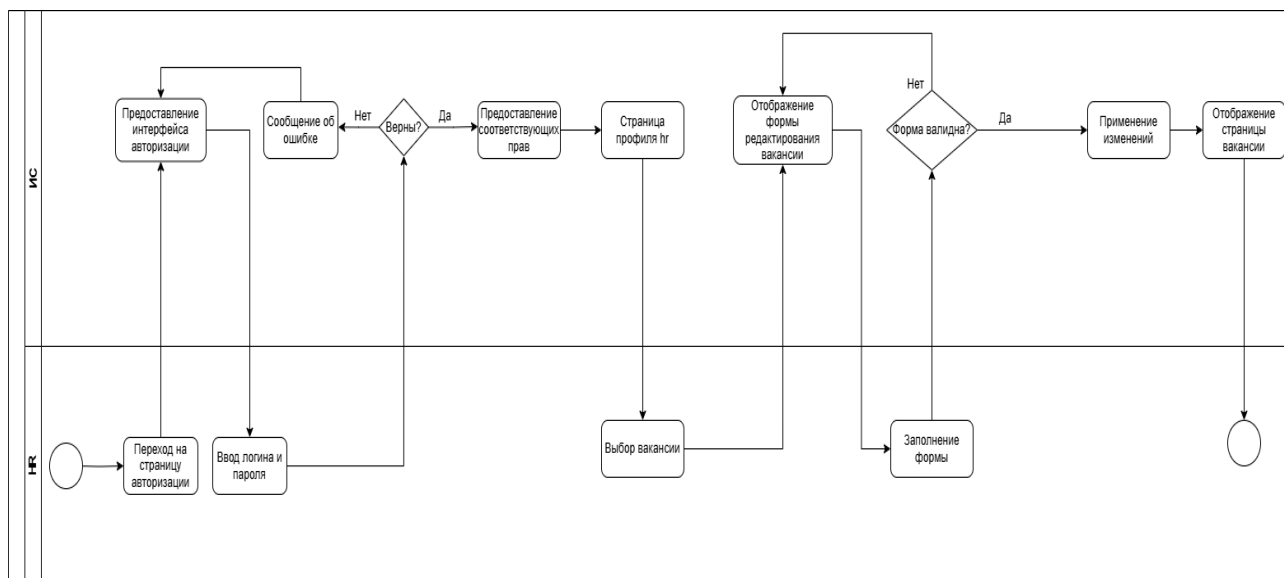 ИС
Предоставление
интерфейса
авторизации
Сообщение об
ошибке
Нет
Верны?
Да
Предоставление
соответствующих
прав
Страница
профиля hr
Отображение
формы
редактирования
вакансии
Нет
Форма валидна?
Да
Применение
изменений
Отображение
страницы
вакансии
HR
Переход на
страницу
авторизации
Ввод логина и
пароля
Выбор вакансии
Заполнение
формы